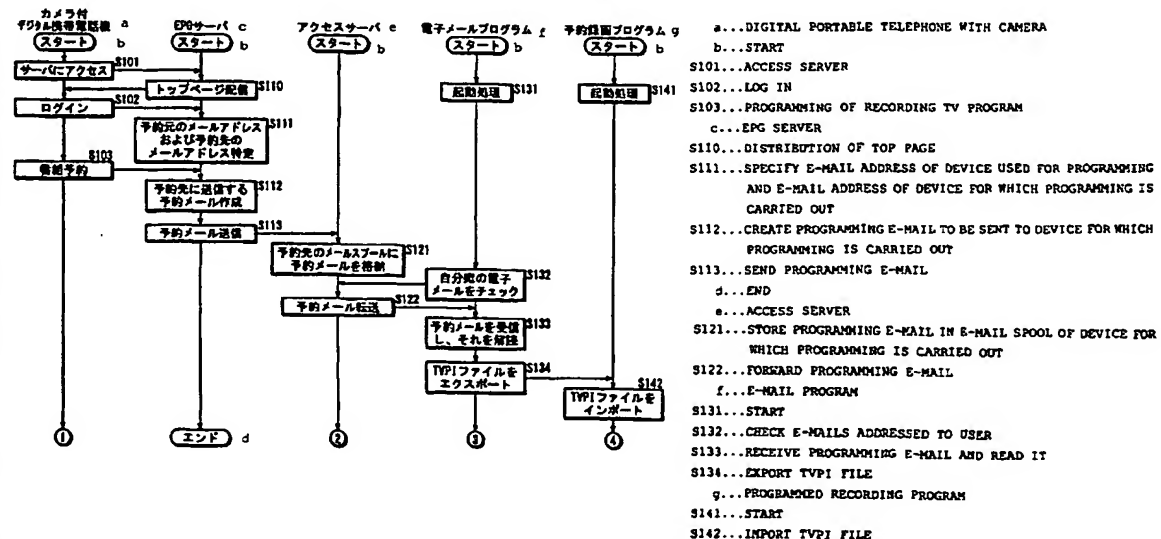 カメラ付
デジタル携帯電話機 a
スタート b
サーバにアクセス S101
ログイン S102
番組予約 S103
①
EPGサーバ c
スタート b
トップページ配信 S110
予約元のメールアドレス S111
および予約先の
メールアドレス特定
予約先に送信する S112
予約メール作成
予約メール送信 S113
エンド d
アクセスサーバ e
スタート b
予約先のメールスプールに S121
予約メールを格納
予約メール転送 S122
②
電子メールプログラム f
スタート b
起動処理 S131
自分宛の電子 S132
メールをチェック
予約メールを受信 S133
し、それを解読
TVPIファイルを S134
エクスポート
③
予約録画プログラム g
スタート b
起動処理 S141
TVPIファイルを S142
インポート
④
a...DIGITAL PORTABLE TELEPHONE WITH CAMERA
b...START
S101...ACCESS SERVER
S102...LOG IN
S103...PROGRAMMING OF RECORDING TV PROGRAM
c...EPG SERVER
S110...DISTRIBUTION OF TOP PAGE
S111...SPECIFY E-MAIL ADDRESS OF DEVICE USED FOR PROGRAMMING
AND E-MAIL ADDRESS OF DEVICE FOR WHICH PROGRAMMING IS
CARRIED OUT
S112...CREATE PROGRAMMING E-MAIL TO BE SENT TO DEVICE FOR WHICH
PROGRAMMING IS CARRIED OUT
S113...SEND PROGRAMMING E-MAIL
d...END
e...ACCESS SERVER
S121...STORE PROGRAMMING E-MAIL IN E-MAIL SPOOL OF DEVICE FOR
WHICH PROGRAMMING IS CARRIED OUT
S122...FORWARD PROGRAMMING E-MAIL
f...E-MAIL PROGRAM
S131...START
S132...CHECK E-MAILS ADDRESSED TO USER
S133...RECEIVE PROGRAMMING E-MAIL AND READ IT
S134...EXPORT TVPI FILE
g...PROGRAMMED RECORDING PROGRAM
S141...START
S142...IMPORT TVPI FILE